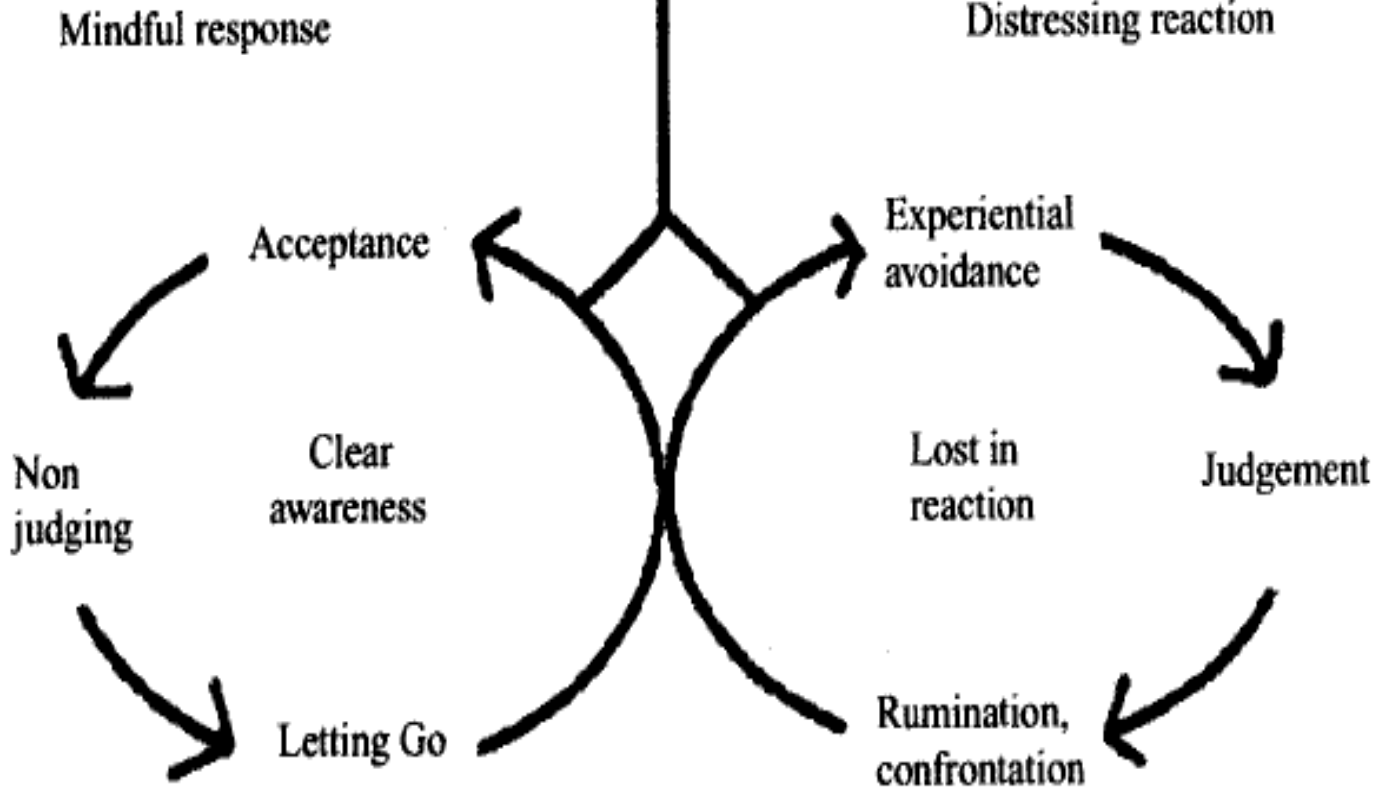 Mindful response
Distressing reaction
Acceptance
Experiential
avoidance
Non
judging
Clear
awareness
Lost in
reaction
Judgement
Letting Go
Rumination,
confrontation